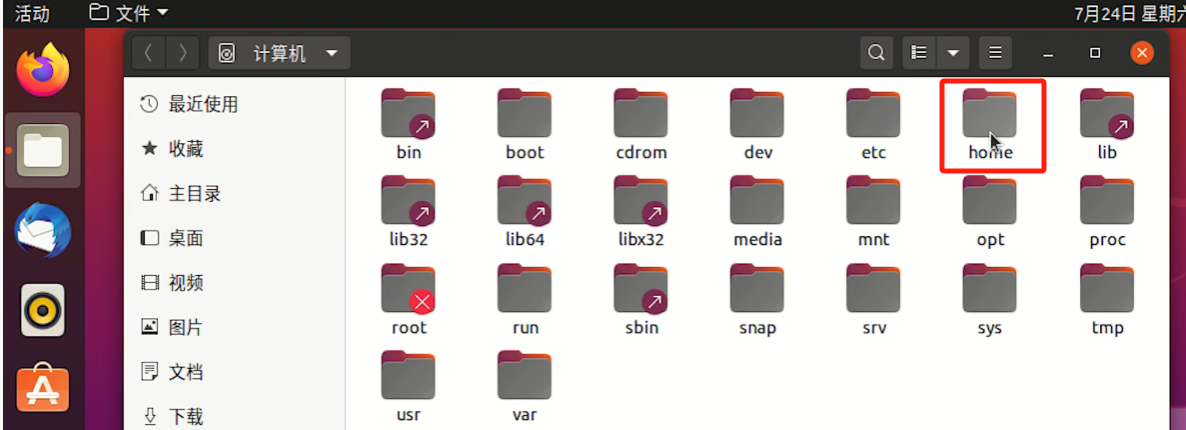 活动 文件 7月24日 星期六
计算机
最近使用
收藏
主目录
桌面
视频
图片
文档
下载
bin boot cdrom dev etc home lib
lib32 lib64 libx32 media mnt opt proc
root run sbin snap srv sys tmp
usr var